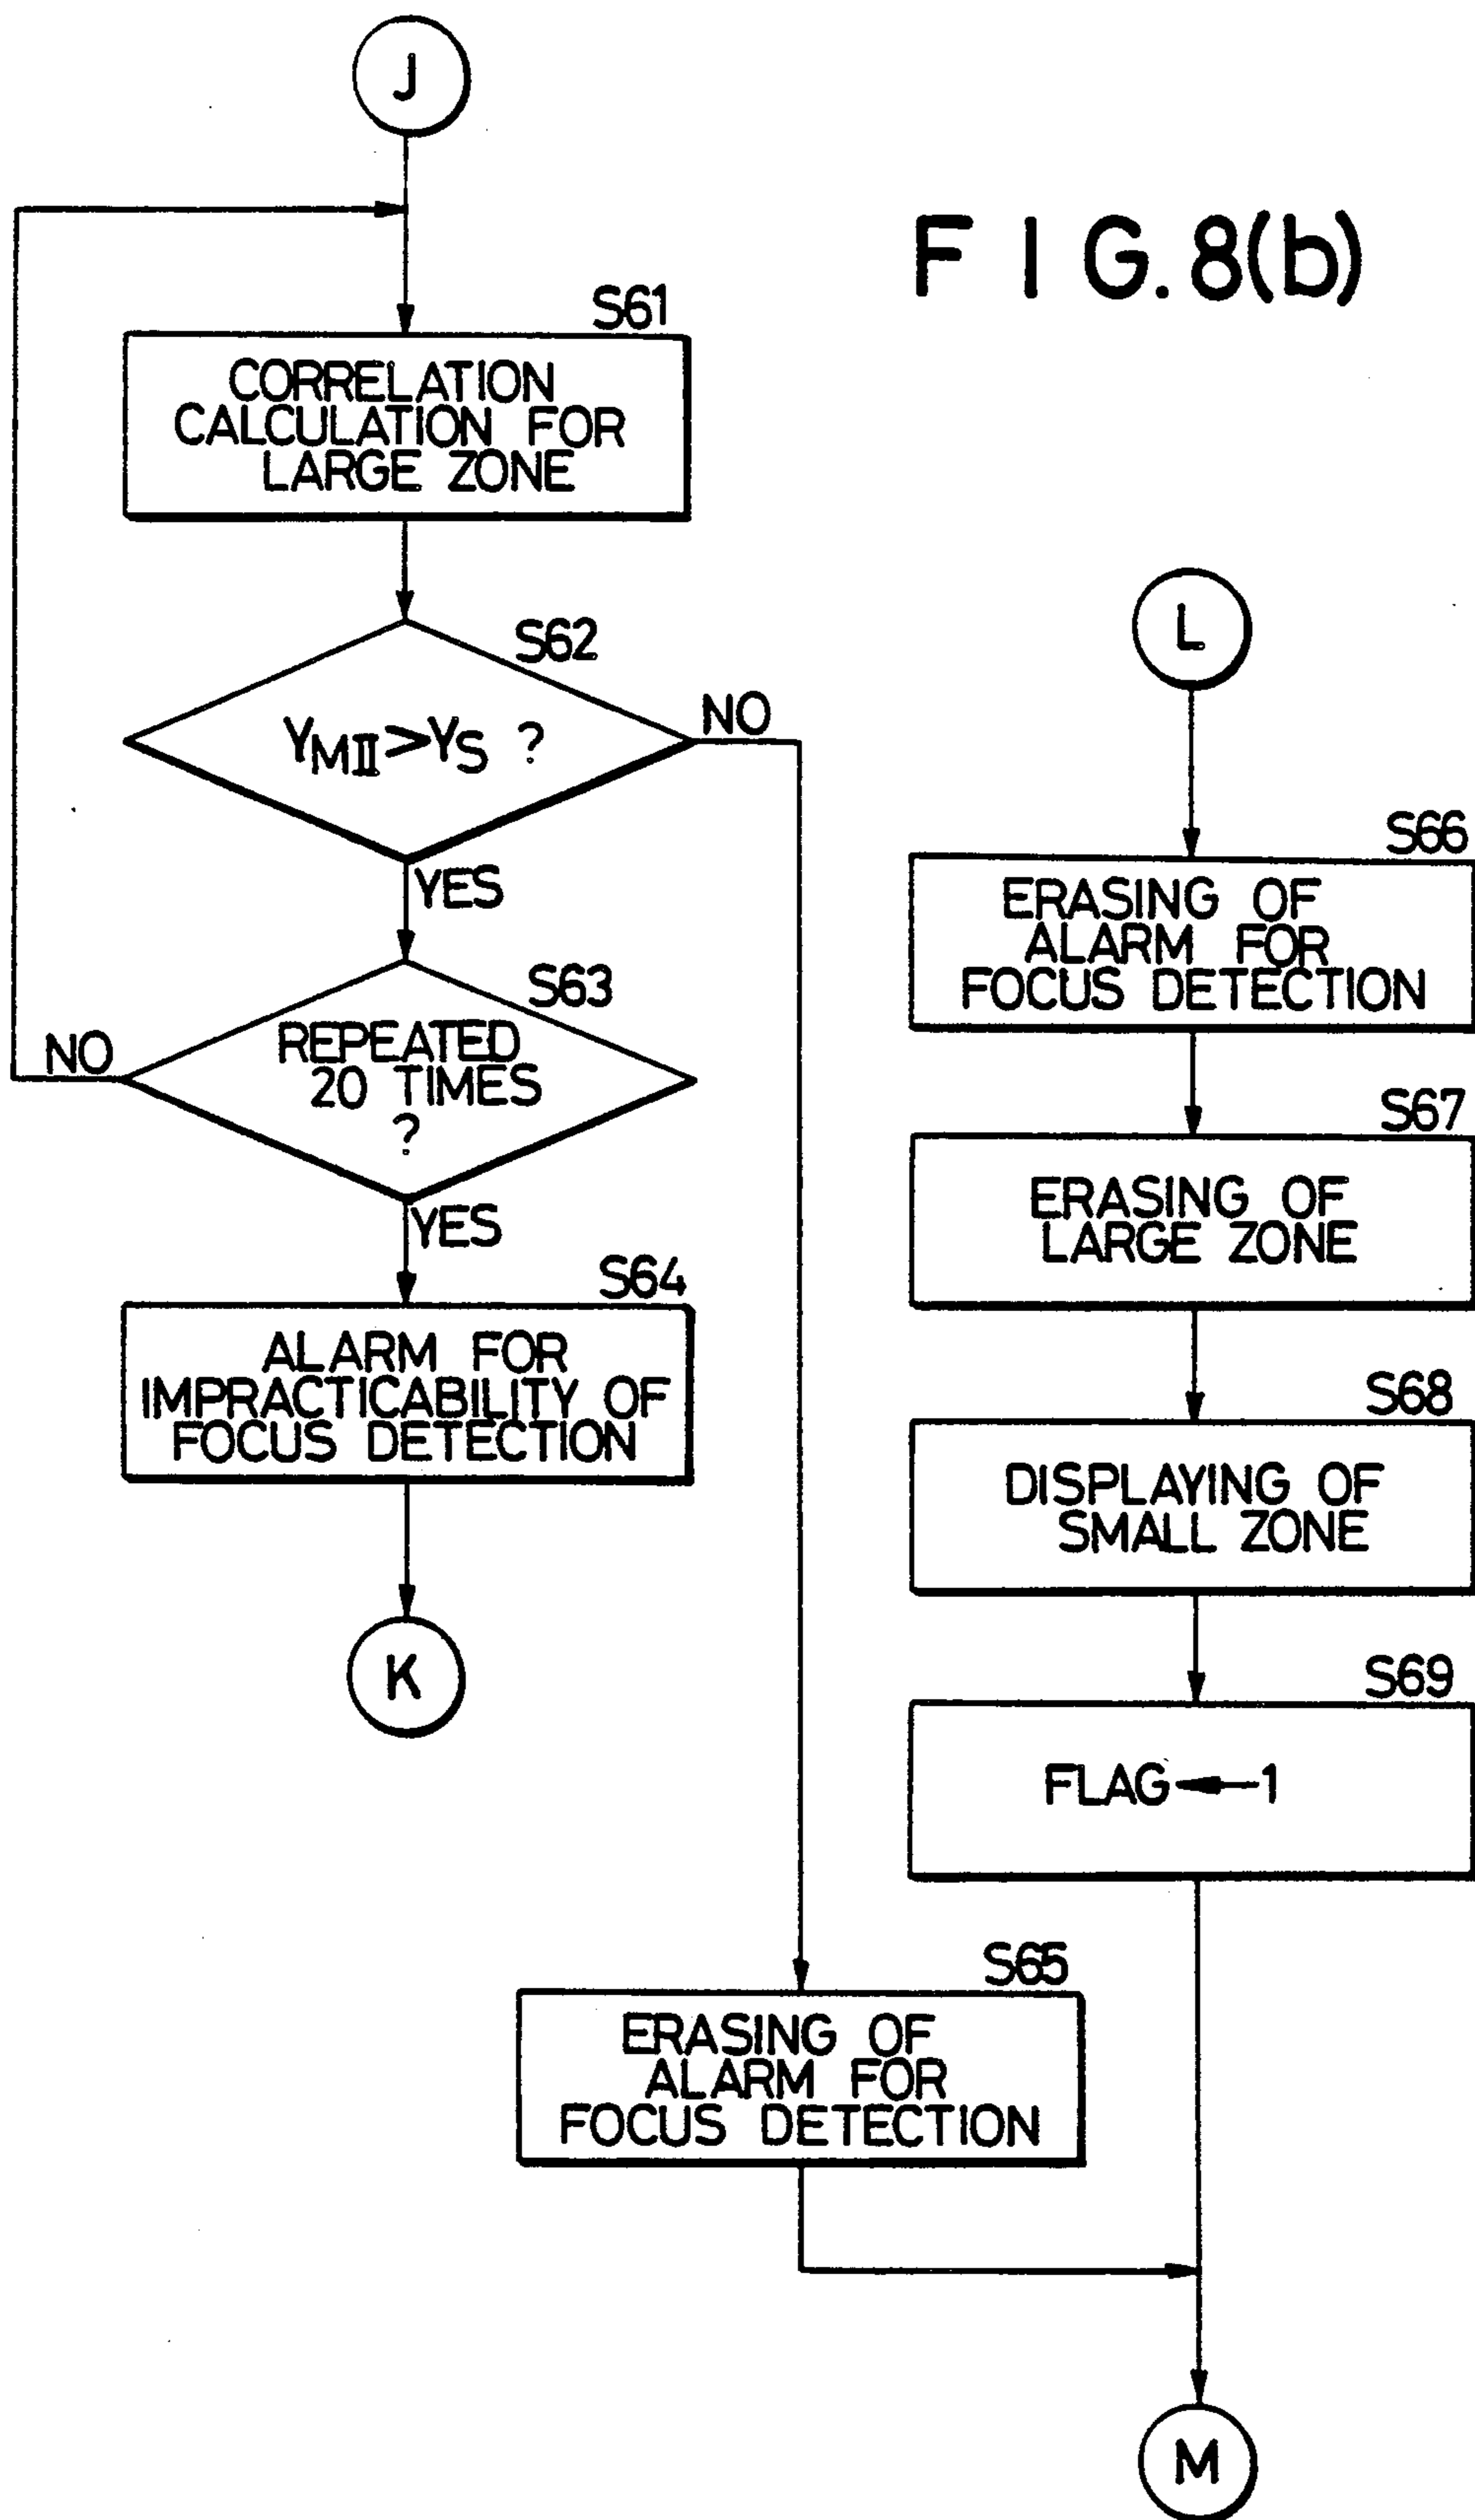 J
F I G. 8(b)
S61
CORRELATION
CALCULATION FOR
LARGE ZONE
S62
YMII>YS ?
NO
YES
S63
REPEATED
20 TIMES
?
NO
YES
S64
ALARM FOR
IMPRACTICABILITY OF
FOCUS DETECTION
K
S65
ERASING OF
ALARM FOR
FOCUS DETECTION
L
S66
ERASING OF
ALARM FOR
FOCUS DETECTION
S67
ERASING OF
LARGE ZONE
S68
DISPLAYING OF
SMALL ZONE
S69
FLAG←1
M